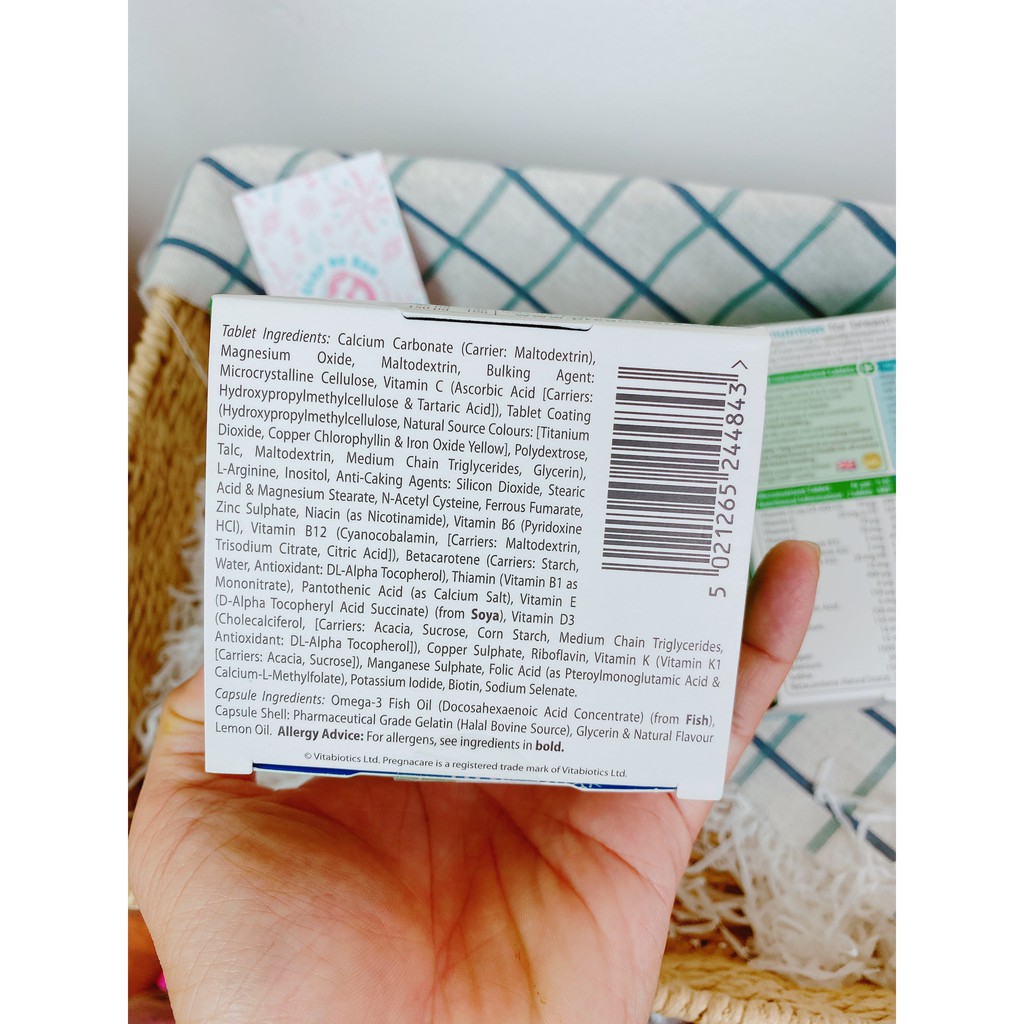 Tablet Ingredients: Calcium Carbonate (Carrier: Maltodextrin),
Magnesium Oxide, Maltodextrin, Bulking Agent:
Microcrystalline Cellulose, Vitamin C (Ascorbic Acid [Carriers:
Hydroxypropylmethylcellulose & Tartaric Acid]), Tablet Coating
(Hydroxypropylmethylcellulose, Natural Source Colours: [Titanium
Dioxide, Copper Chlorophyllin & Iron Oxide Yellow], Polydextrose,
Talc, Maltodextrin, Medium Chain Triglycerides, Glycerin),
L-Arginine, Inositol, Anti-Caking Agents: Silicon Dioxide, Stearic
Acid & Magnesium Stearate, N-Acetyl Cysteine, Ferrous Fumarate,
Zinc Sulphate, Niacin (as Nicotinamide), Vitamin B6 (Pyridoxine
HCl), Vitamin B12 (Cyanocobalamin, [Carriers: Maltodextrin,
Trisodium Citrate, Citric Acid]), Betacarotene (Carriers: Starch,
Water, Antioxidant: DL-Alpha Tocopherol), Thiamin (Vitamin B1 as
Mononitrate), Pantothenic Acid (as Calcium Salt), Vitamin E
(D-Alpha Tocopheryl Acid Succinate) (from Soya), Vitamin D3
(Cholecalciferol, [Carriers: Acacia, Sucrose, Corn Starch, Medium Chain Triglycerides,
Antioxidant: DL-Alpha Tocopherol]), Copper Sulphate, Riboflavin, Vitamin K (Vitamin K1
[Carriers: Acacia, Sucrose]), Manganese Sulphate, Folic Acid (as Pteroylmonoglutamic Acid &
Calcium-L-Methylfolate), Potassium Iodide, Biotin, Sodium Selenate.
Capsule Ingredients: Omega-3 Fish Oil (Docosahexaenoic Acid Concentrate) (from Fish),
Capsule Shell: Pharmaceutical Grade Gelatin (Halal Bovine Source), Glycerin & Natural Flavour
Lemon Oil. Allergy Advice: For allergens, see ingredients in bold.
© Vitabiotics Ltd. Pregnacare is a registered trade mark of Vitabiotics Ltd.
5 021265 244843 >
nutrition for breast